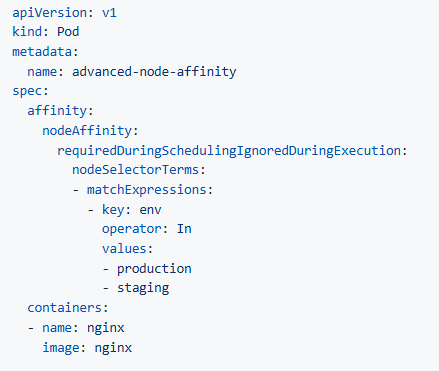 apiVersion: v1
kind: Pod
metadata:
  name: advanced-node-affinity
spec:
  affinity:
    nodeAffinity:
      requiredDuringSchedulingIgnoredDuringExecution:
        nodeSelectorTerms:
        - matchExpressions:
          - key: env
            operator: In
            values:
            - production
            - staging
  containers:
  - name: nginx
    image: nginx